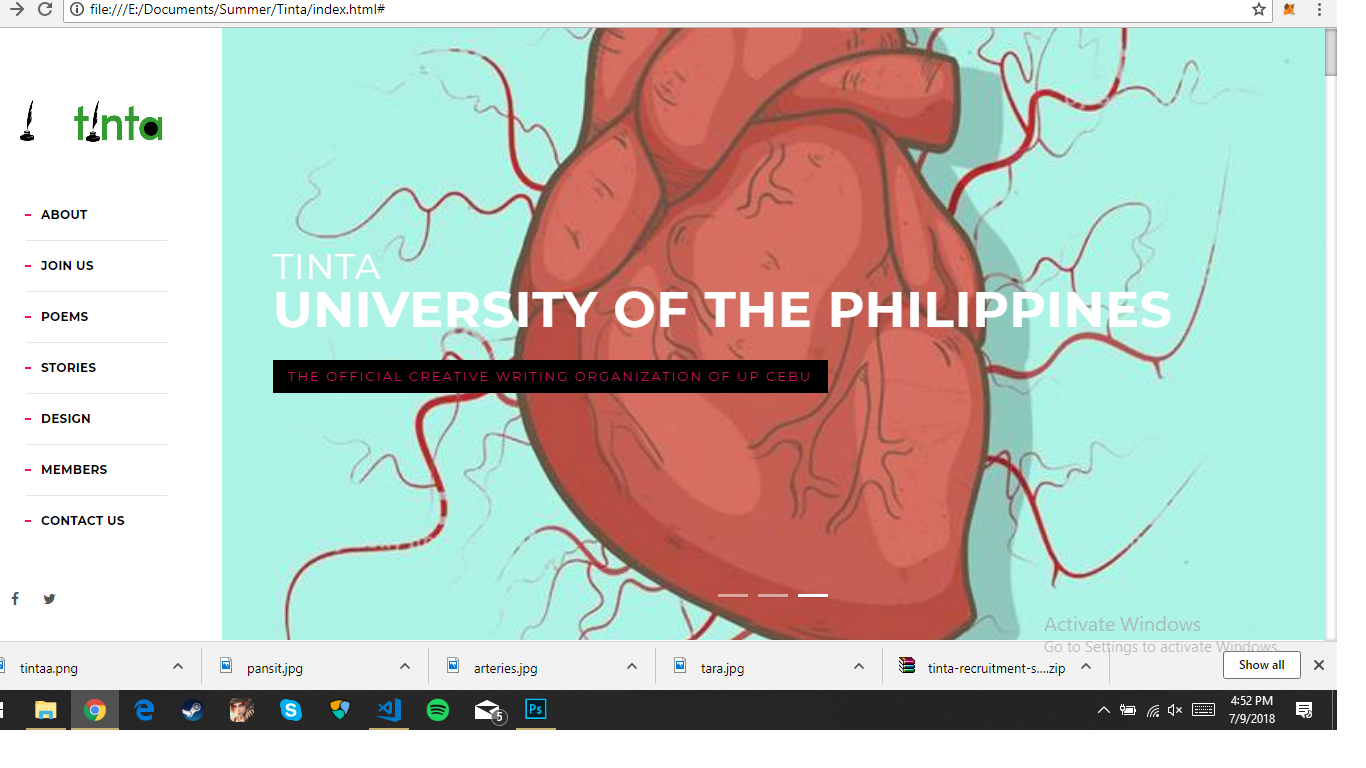 file:///E:/Documents/Summer/Tinta/index.html#
tinta
ABOUT
JOIN US
POEMS
STORIES
DESIGN
MEMBERS
CONTACT US
TINTA
UNIVERSITY OF THE PHILIPPINES
THE OFFICIAL CREATIVE WRITING ORGANIZATION OF UP CEBU
Activate Windows
Go to Settings to activate Windows.
tintaa.png
pansit.jpg
arteries.jpg
tara.jpg
tinta-recruitment-s....zip
Show all
5
Ps
4:52 PM
7/9/2018